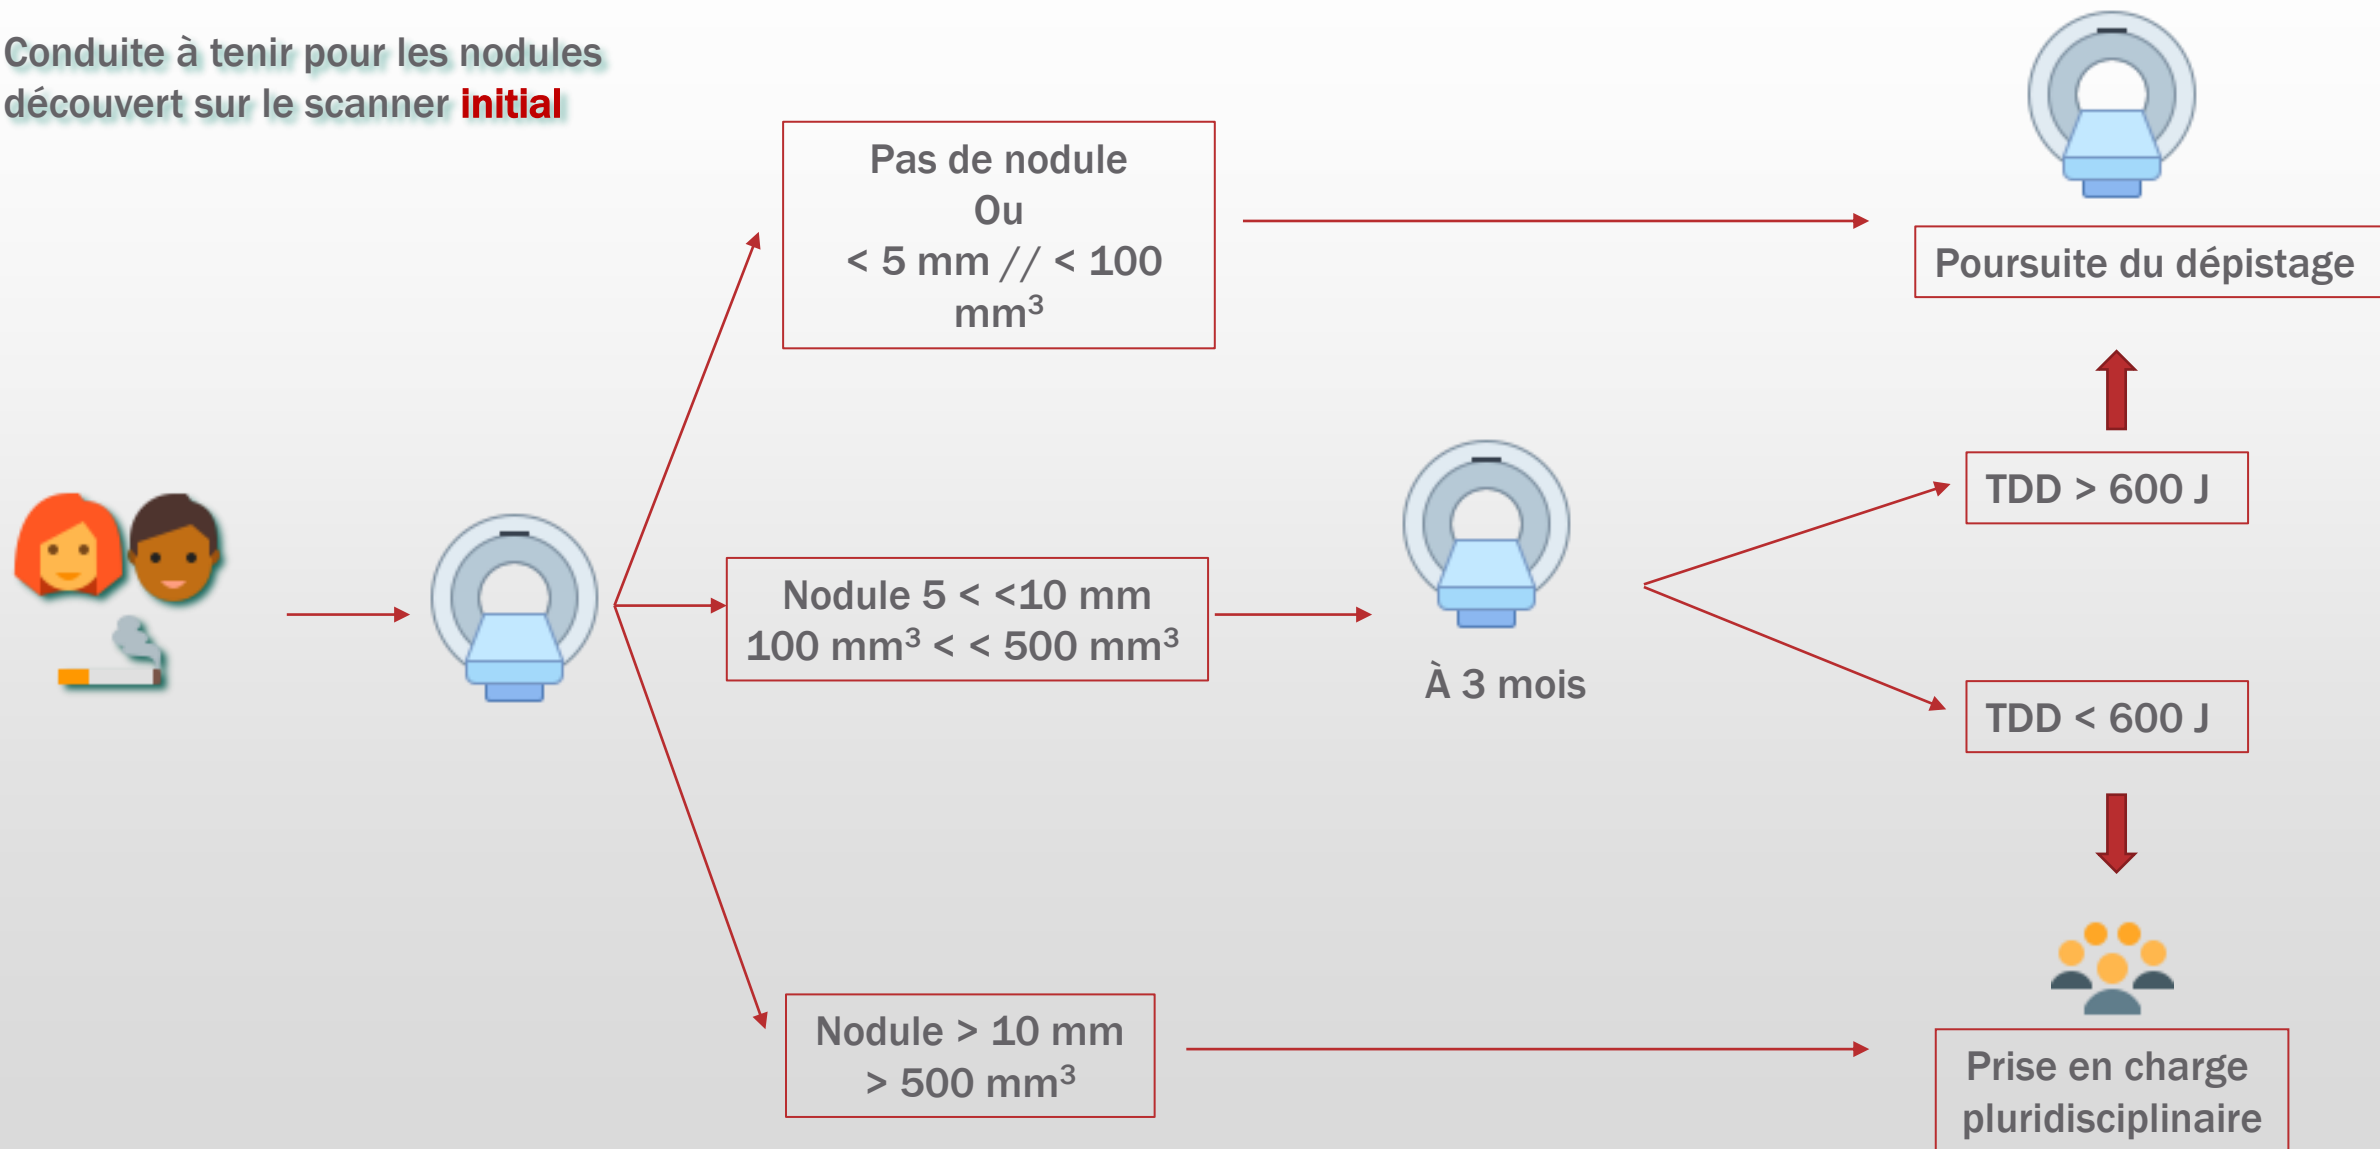 Conduite à tenir pour les nodules
découvert sur le scanner initial
Pas de nodule
Ou
< 5 mm // < 100
mm³
Poursuite du dépistage
TDD > 600 J
Nodule 5 < <10 mm
100 mm³ < < 500 mm³
À 3 mois
TDD < 600 J
Nodule > 10 mm
> 500 mm³
Prise en charge
pluridisciplinaire